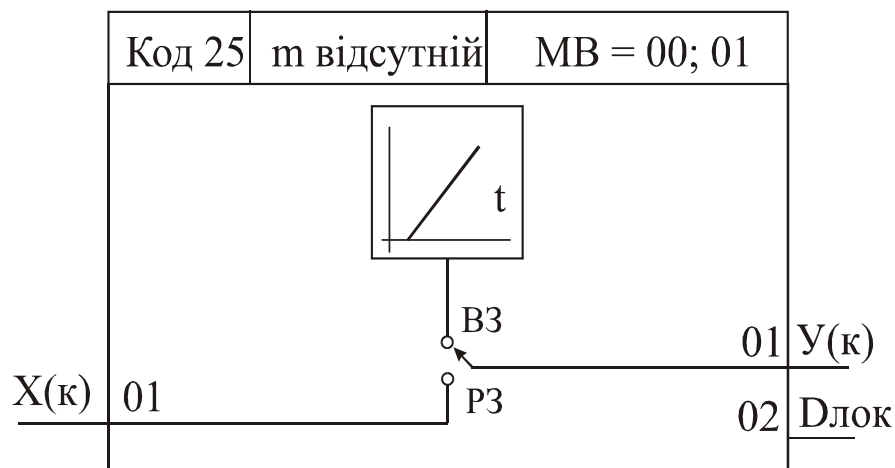 Код 25 m відсутній МВ = 00; 01
t
ВЗ
01 У(к)
Х(к) 01 РЗ
02 Dлок